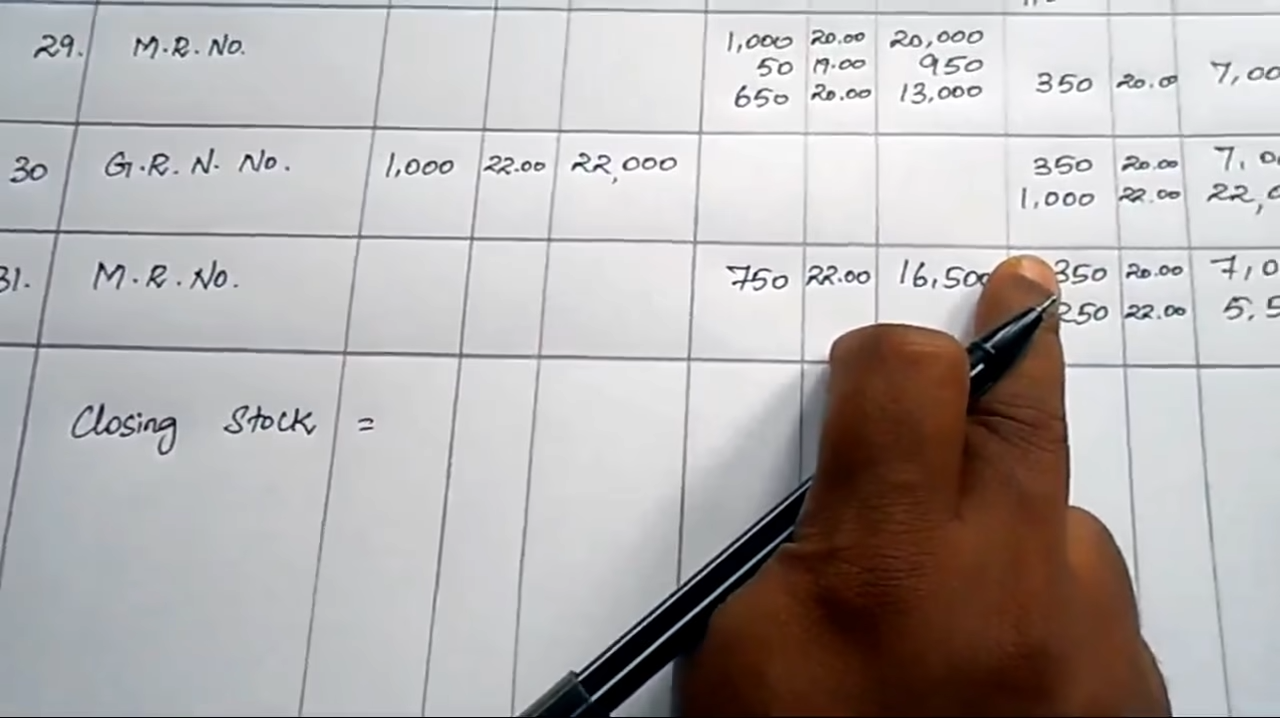 29. M.R. No. 1,000 20.00 20,000
50 19.00 950
650 20.00 13,000 350 20.00 7,00
30 G.R.N. No. 1,000 22.00 22,000 350 20.00 7,0
1,000 22.00 22,0
31. M.R. No. 750 22.00 16,500 350 20.00 7,0
250 22.00 5,5
Closing Stock =